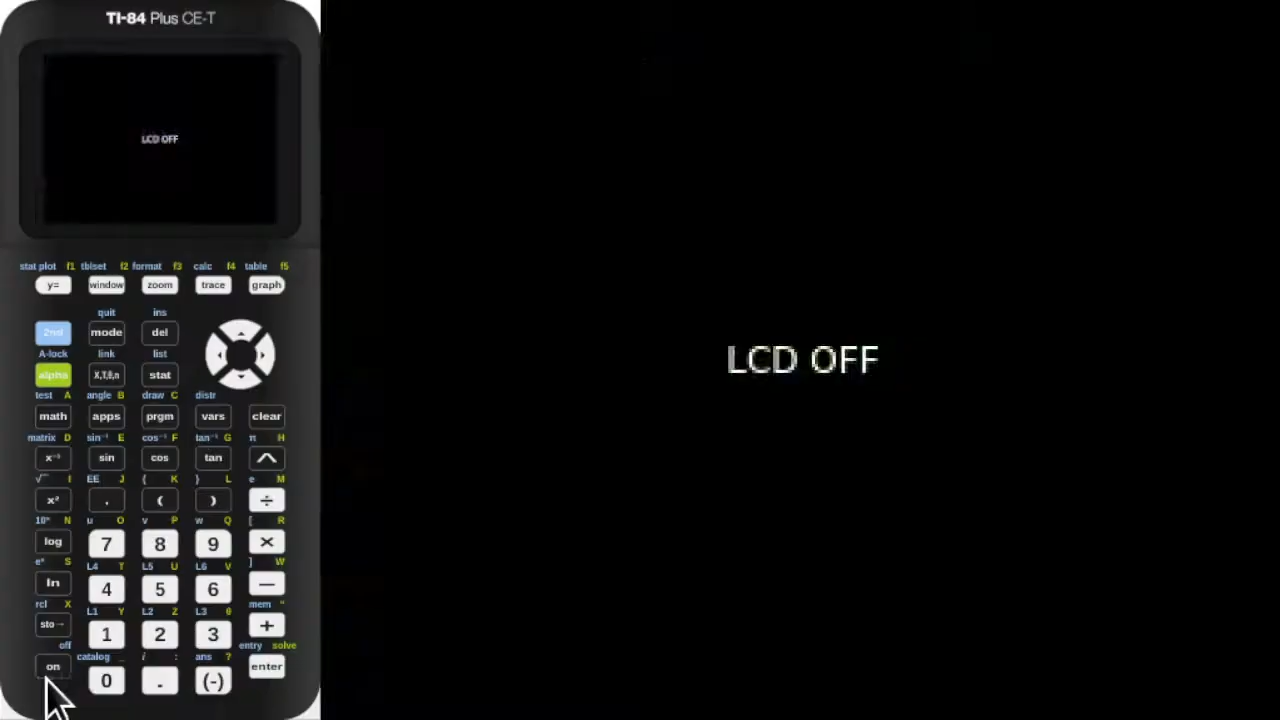 TI-84 Plus CE-T
LCD OFF
LCD OFF
stat plot f1 tblset f2 format f3 calc f4 table f5
y= window zoom trace graph
quit ins
2nd mode del
A-lock link list
alpha X,T,θ,n stat
test A angle B draw C distr
math apps prgm vars clear
matrix D sin⁻¹ E cos⁻¹ F tan⁻¹ G π H
x⁻¹ sin cos tan ^
√ I EE J { K } L e M
x² , ( ) ÷
10ˣ N u O v P w Q [ R
log 7 8 9 ×
eˣ S L4 T L5 U L6 V ] W
ln 4 5 6 —
rcl X L1 Y L2 Z L3 θ mem "
sto→ 1 2 3 +
off catalog _ i : ans ? entry solve
on 0 . (-) enter